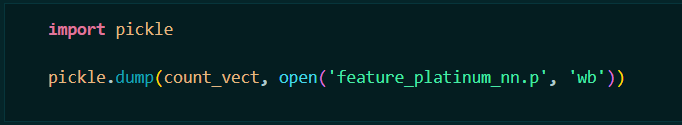 import pickle
pickle.dump(count_vect, open('feature_platinum_nn.p', 'wb'))